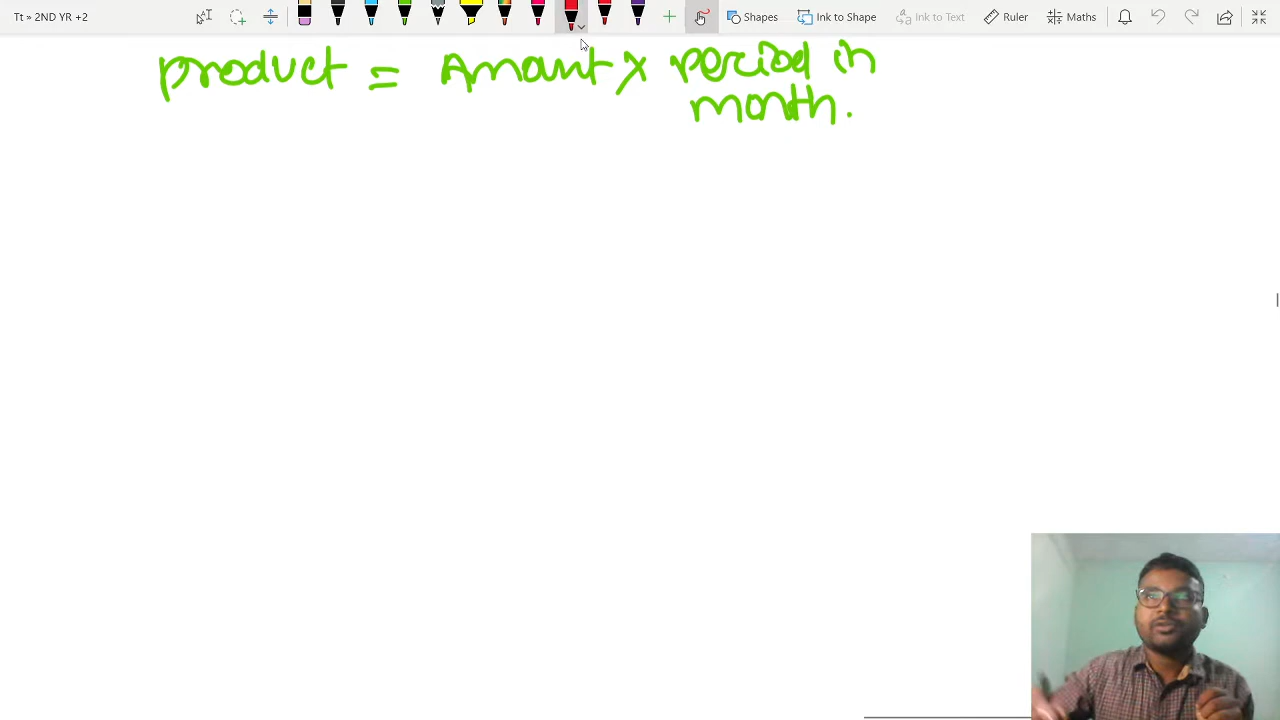 Tt» 2ND YR +2 Shapes Ink to Shape Ink to Text Ruler Maths
product = Amount × period in
month.